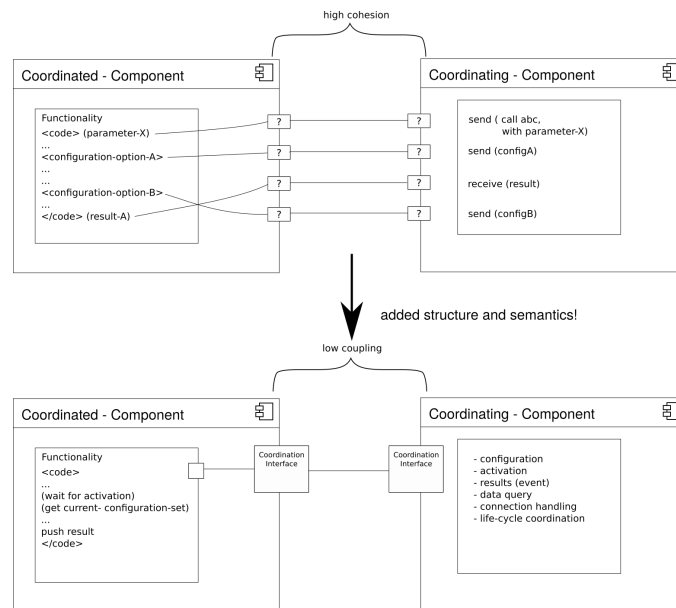 high cohesion
Coordinated - Component
Coordinating - Component
Functionality
<code> (parameter-X)
...
<configuration-option-A>
...
...
<configuration-option-B>
...
</code> (result-A)
?
?
?
?
?
?
?
?
send ( call abc,
with parameter-X)
send (configA)
receive (result)
send (configB)
added structure and semantics!
low coupling
Coordinated - Component
Coordinating - Component
Functionality
<code>
...
(wait for activation)
(get current- configuration-set)
...
push result
</code>
Coordination
Interface
Coordination
Interface
- configuration
- activation
- results (event)
- data query
- connection handling
- life-cycle coordination